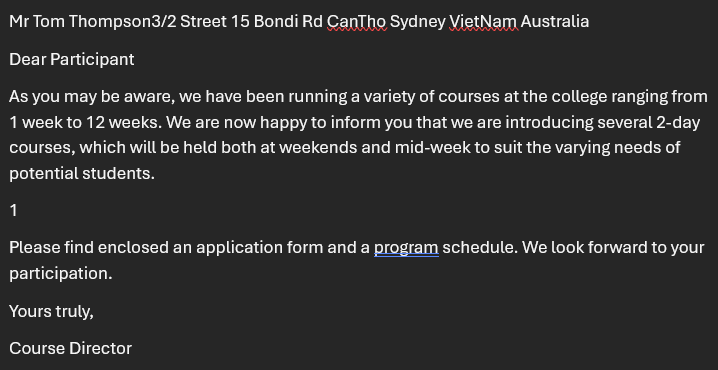 Mr Tom Thompson3/2 Street 15 Bondi Rd CanTho Sydney VietNam Australia
Dear Participant
As you may be aware, we have been running a variety of courses at the college ranging from
1 week to 12 weeks. We are now happy to inform you that we are introducing several 2-day
courses, which will be held both at weekends and mid-week to suit the varying needs of
potential students.
1
Please find enclosed an application form and a program schedule. We look forward to your
participation.
Yours truly,
Course Director